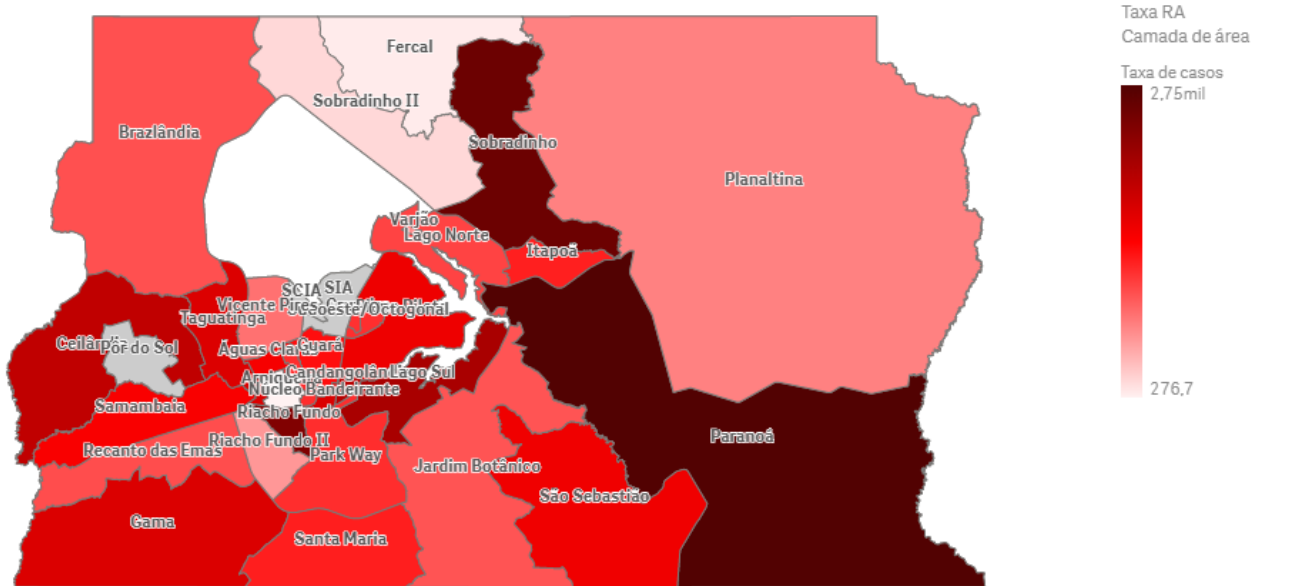 Taxa RA
Camada de área
Taxa de casos
2,75mil
276,7
Fercal
Sobradinho II
Brazlândia
Sobradinho
Planaltina
Varjão
Lago Norte
Itapoã
SCIA
SIA
Vicente Pires
Taguatinga
Ceilândia
Pôr do Sol
Águas Claras
Guará
Lago Sul
Núcleo Bandeirante
Samambaia
Riacho Fundo
Riacho Fundo II
Recanto das Emas
Park Way
Paranoá
Jardim Botânico
São Sebastião
Gama
Santa Maria